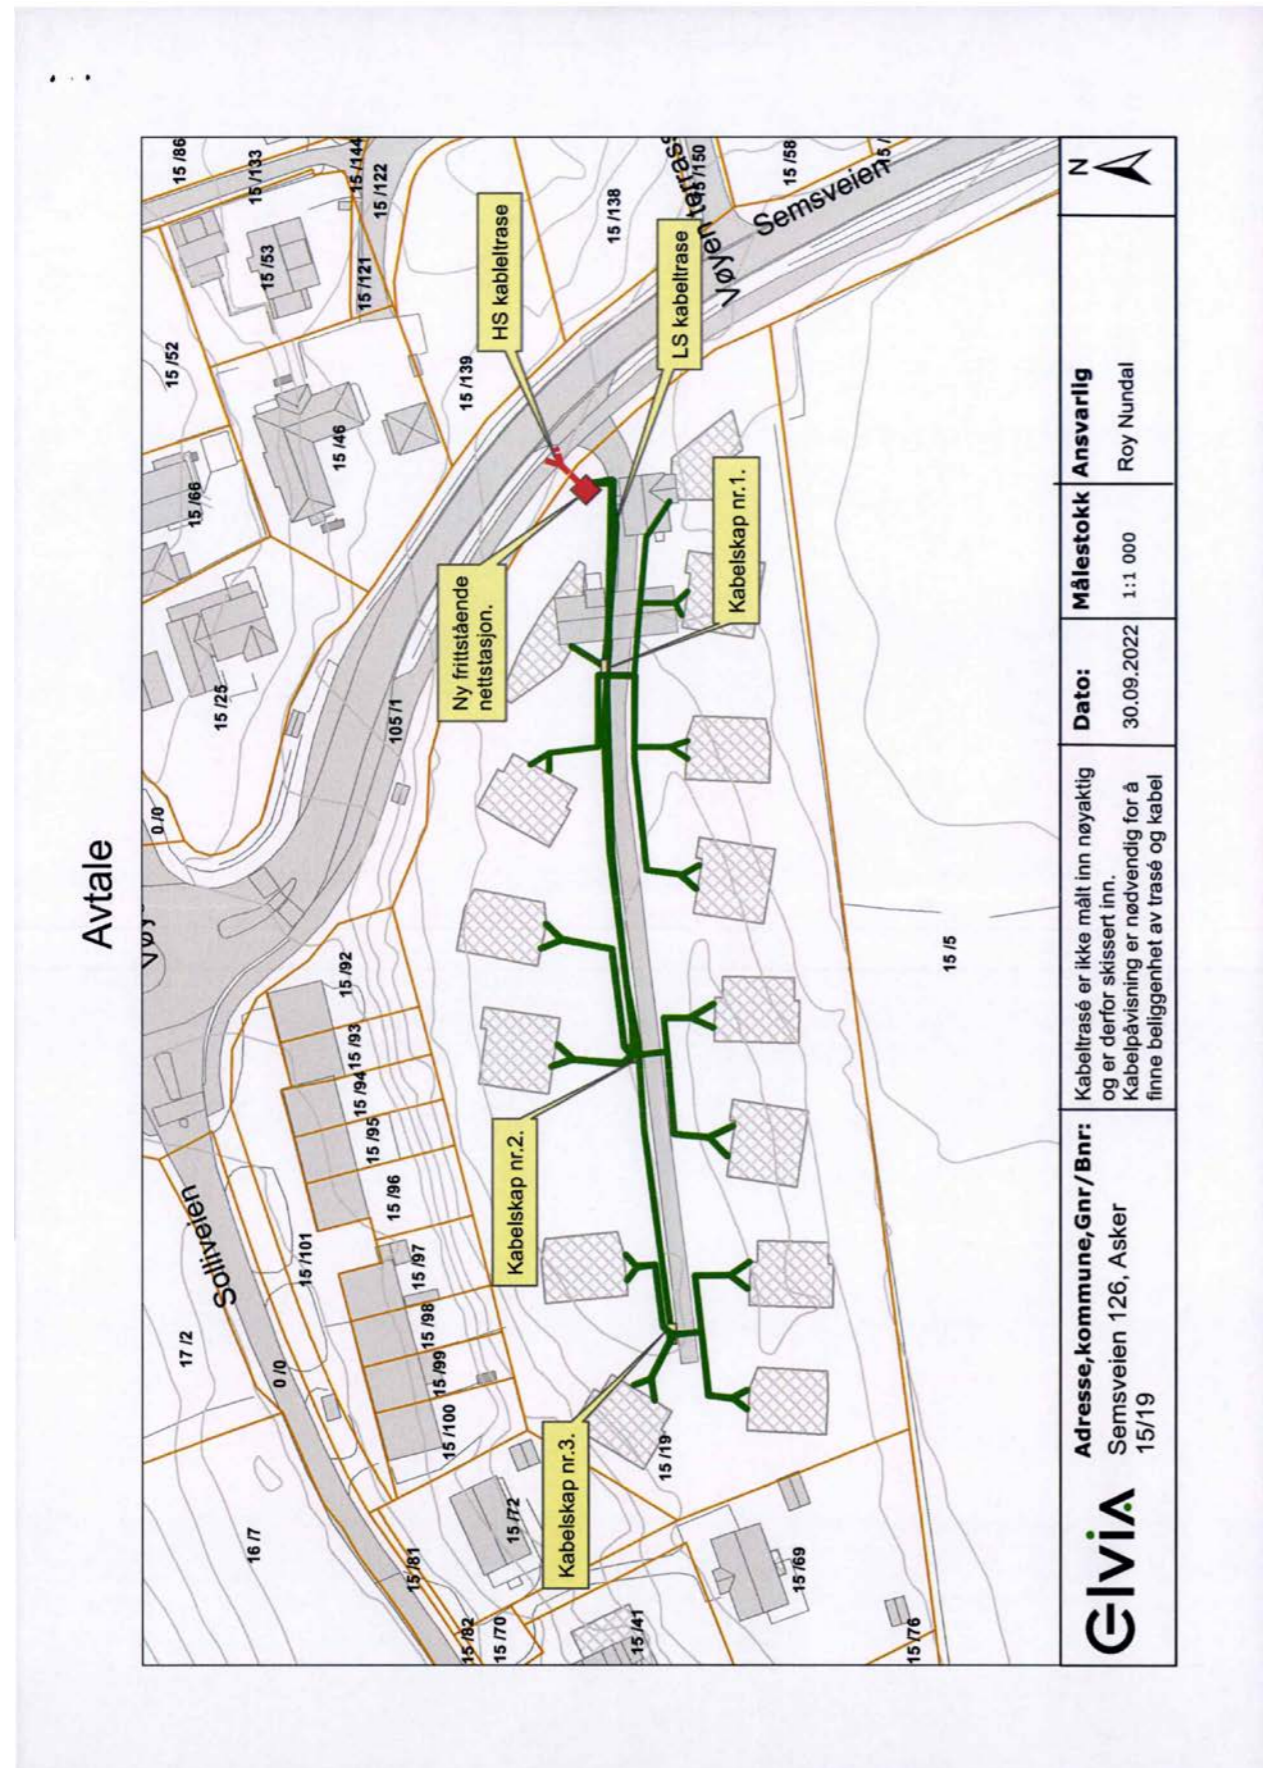 Avtale
15 /86
15 /133
15 /144
15 /122
15 /53
15 /121
15 /52
15 /46
15 /139
15 /66
15 /25
105 /1
0 /0
15 /138
15 /150
15 /58
15 /
Vøyen terrass
Semsveien
HS kableltrase
LS kabeltrase
Ny frittstående
nettstasjon.
Kabelskap nr.1.
Kabelskap nr.2.
Kabelskap nr.3.
15 /92
15 /93
15 /94
15 /95
15 /96
15 /97
15 /98
15 /99
15 /100
15 /101
Solliveien
17 /2
0 /0
16 /7
15 /72
15 /81
15 /82
15 /70
15 /41
15 /19
15 /69
15 /76
15 /5
Elvia
Adresse,kommune,Gnr/Bnr:
Semsveien 126, Asker
15/19
Kabeltrasé er ikke målt inn nøyaktig
og er derfor skissert inn.
Kabelpåvisning er nødvendig for å
finne beliggenhet av trasé og kabel
Dato:
30.09.2022
Målestokk
1:1 000
Ansvarlig
Roy Nundal
N